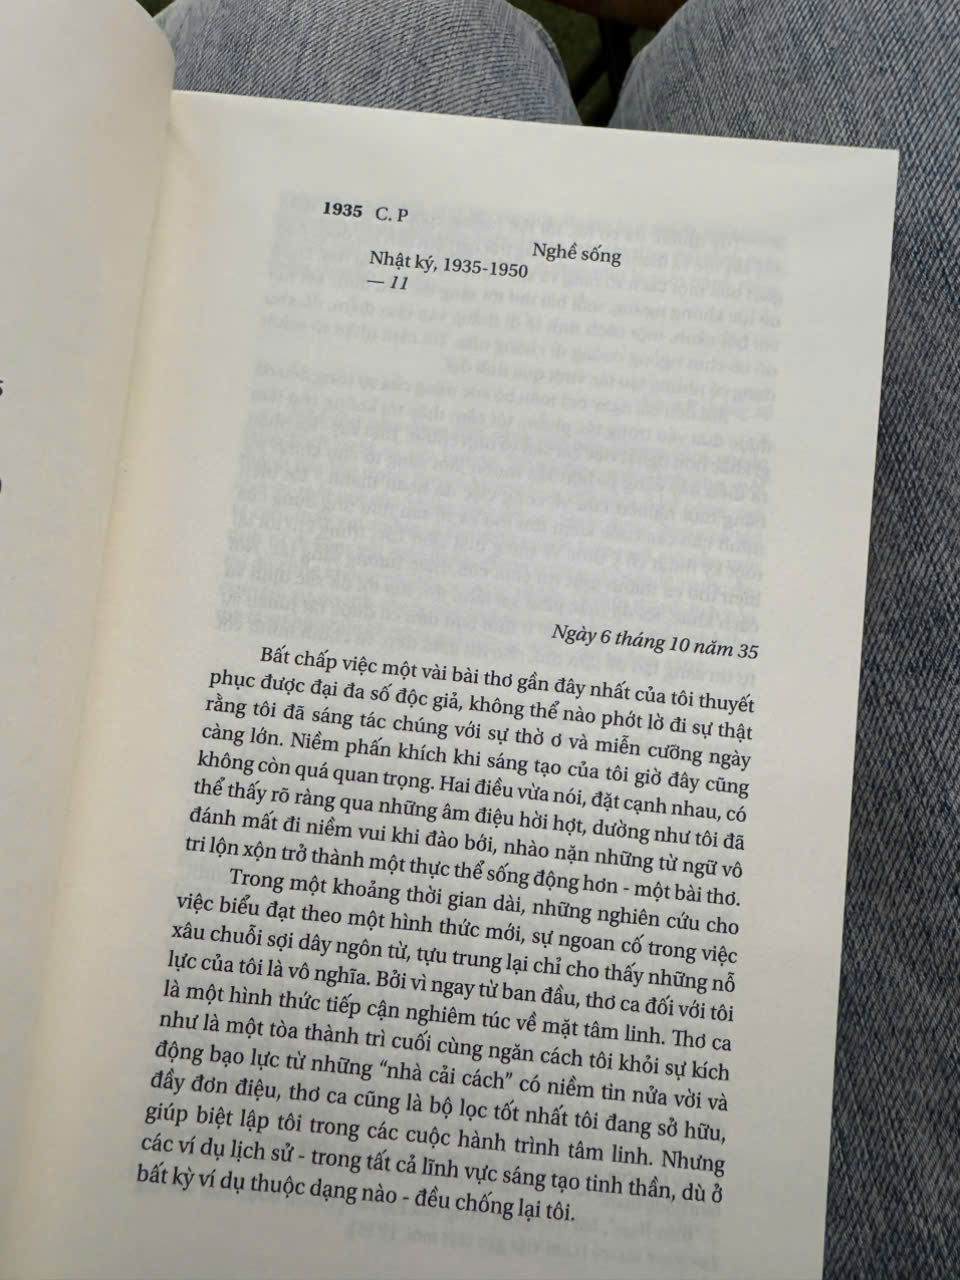 1935 C. P
Nghề sống
Nhật ký, 1935-1950
— 11
Ngày 6 tháng 10 năm 35
Bất chấp việc một vài bài thơ gần đây nhất của tôi thuyết
phục được đại đa số độc giả, không thể nào phớt lờ đi sự thật
rằng tôi đã sáng tác chúng với sự thờ ơ và miễn cưỡng ngày
càng lớn. Niềm phấn khích khi sáng tạo của tôi giờ đây cũng
không còn quá quan trọng. Hai điều vừa nói, đặt cạnh nhau, có
thể thấy rõ ràng qua những âm điệu hời hợt, dường như tôi đã
đánh mất đi niềm vui khi đào bới, nhào nặn những từ ngữ vô
tri lộn xộn trở thành một thực thể sống động hơn - một bài thơ.
Trong một khoảng thời gian dài, những nghiên cứu cho
việc biểu đạt theo một hình thức mới, sự ngoan cố trong việc
xâu chuỗi sợi dây ngôn từ, tựu trung lại chỉ cho thấy những nỗ
lực của tôi là vô nghĩa. Bởi vì ngay từ ban đầu, thơ ca đối với tôi
là một hình thức tiếp cận nghiêm túc về mặt tâm linh. Thơ ca
như là một tòa thành trì cuối cùng ngăn cách tôi khỏi sự kích
động bạo lực từ những “nhà cải cách” có niềm tin nửa vời và
đầy đơn điệu, thơ ca cũng là bộ lọc tốt nhất tôi đang sở hữu,
giúp biệt lập tôi trong các cuộc hành trình tâm linh. Nhưng
các ví dụ lịch sử - trong tất cả lĩnh vực sáng tạo tinh thần, dù ở
bất kỳ ví dụ thuộc dạng nào - đều chống lại tôi.